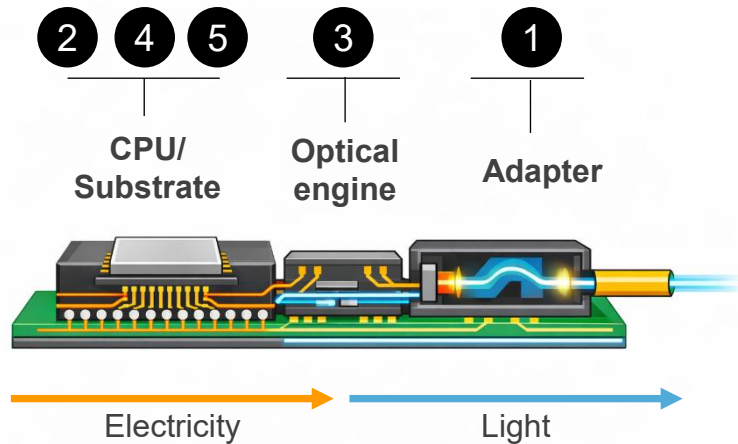 2 4 5 3 1
CPU/
Substrate
Optical
engine
Adapter
Electricity
Light